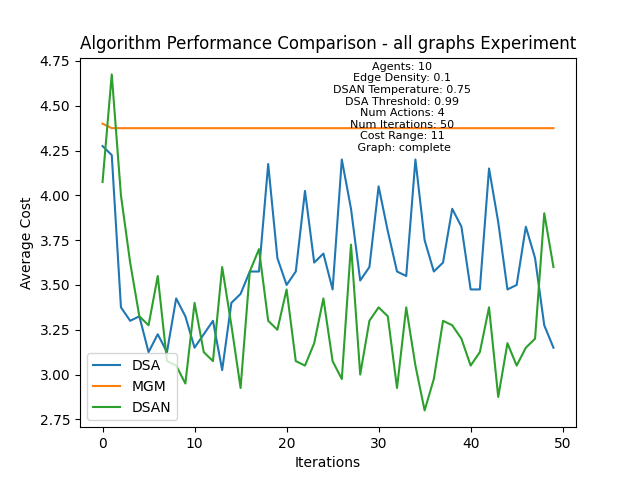 Algorithm Performance Comparison - all graphs Experiment
Agents: 10
Edge Density: 0.1
DSAN Temperature: 0.75
DSA Threshold: 0.99
Num Actions: 4
Num Iterations: 50
Cost Range: 11
Graph: complete
Average Cost
4.75
4.50
4.25
4.00
3.75
3.50
3.25
3.00
2.75
DSA
MGM
DSAN
0 10 20 30 40 50
Iterations